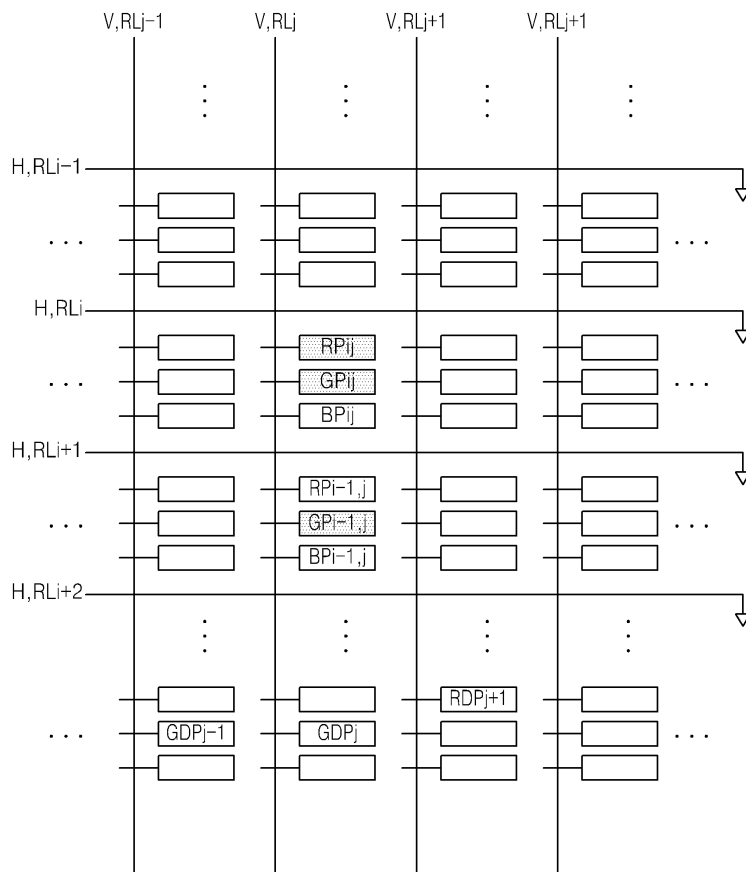 V,RLj-1 V,RLj V,RLj+1 V,RLj+1
H,RLi-1
H,RLi
RPij
GPij
BPij
H,RLi+1
RPi-1,j
GPi-1,j
BPi-1,j
H,RLi+2
RDPj+1
GDPj-1 GDPj